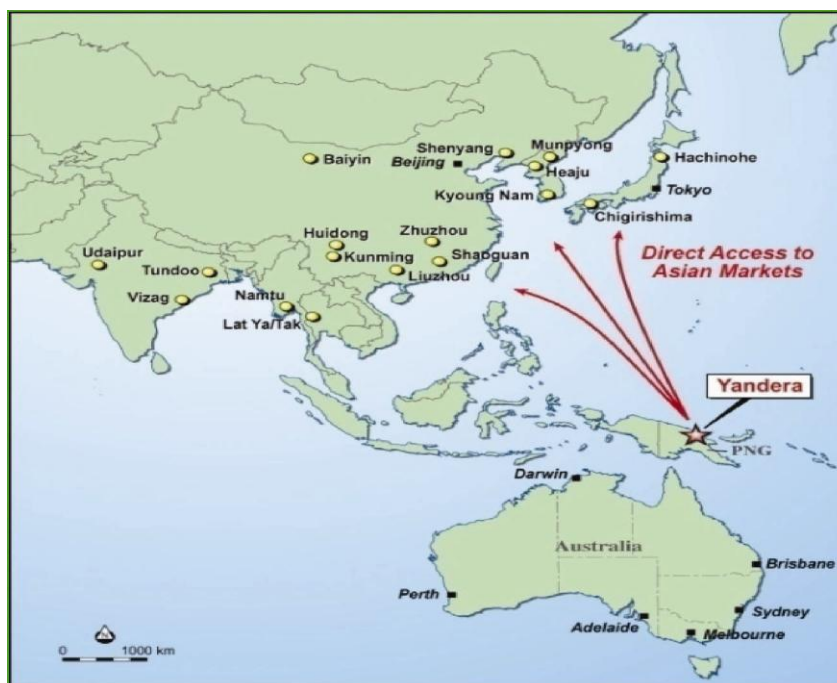 Shenyang
Munpyong
Baiyin
Beijing
Heaju
Hachinohe
Kyoung Nam
Tokyo
Chigirishima
Huidong
Zhuzhou
Udaipur
Kunming
Shaoguan
Direct Access to
Asian Markets
Tundoo
Liuzhou
Vizag
Namtu
Lat Ya/Tak
Yandera
PNG
Darwin
Australia
Brisbane
Perth
Sydney
Adelaide
Melbourne
N
0 1000 km